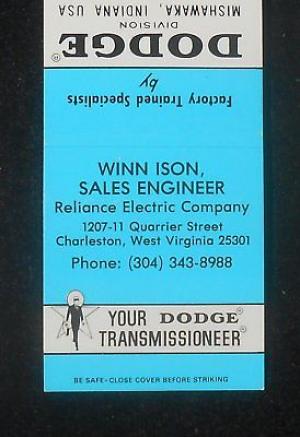 MISHAWAKA, INDIANA USA
DIVISION
DODGE®
by
Factory Trained Specialists
WINN ISON,
SALES ENGINEER
Reliance Electric Company
1207-11 Quarrier Street
Charleston, West Virginia 25301
Phone: (304) 343-8988
YOUR DODGE®
TRANSMISSIONEER®
BE SAFE-CLOSE COVER BEFORE STRIKING